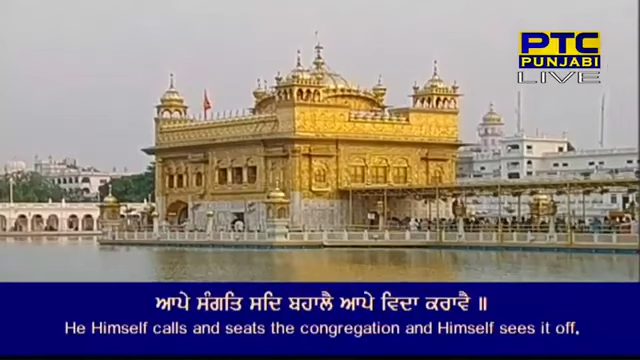 PTC
PUNJABI
LIVE
ਆਪੇ ਸੰਗਤਿ ਸਦਿ ਬਹਾਲੈ ਆਪੇ ਵਿਦਾ ਕਰਾਵੈ ॥
He Himself calls and seats the congregation and Himself sees it off.